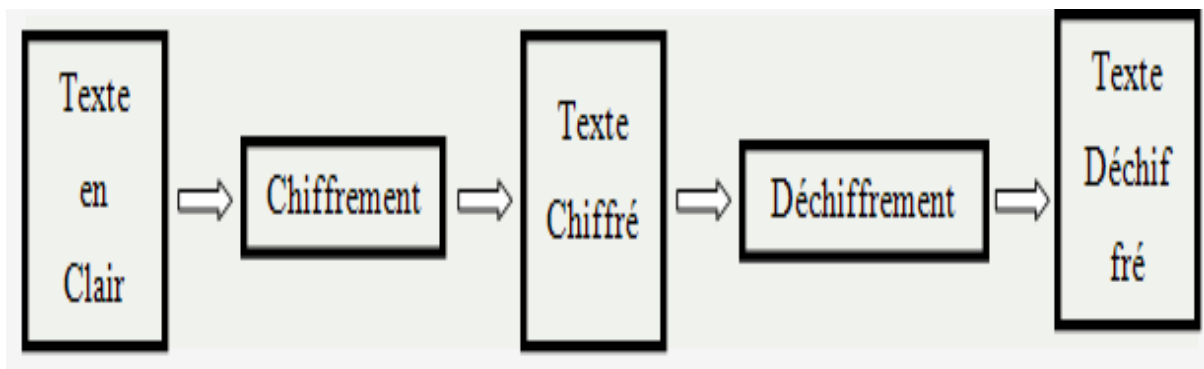 Texte
en
Clair
Chiffrement
Texte
Chiffré
Déchiffrement
Texte
Déchif
fré